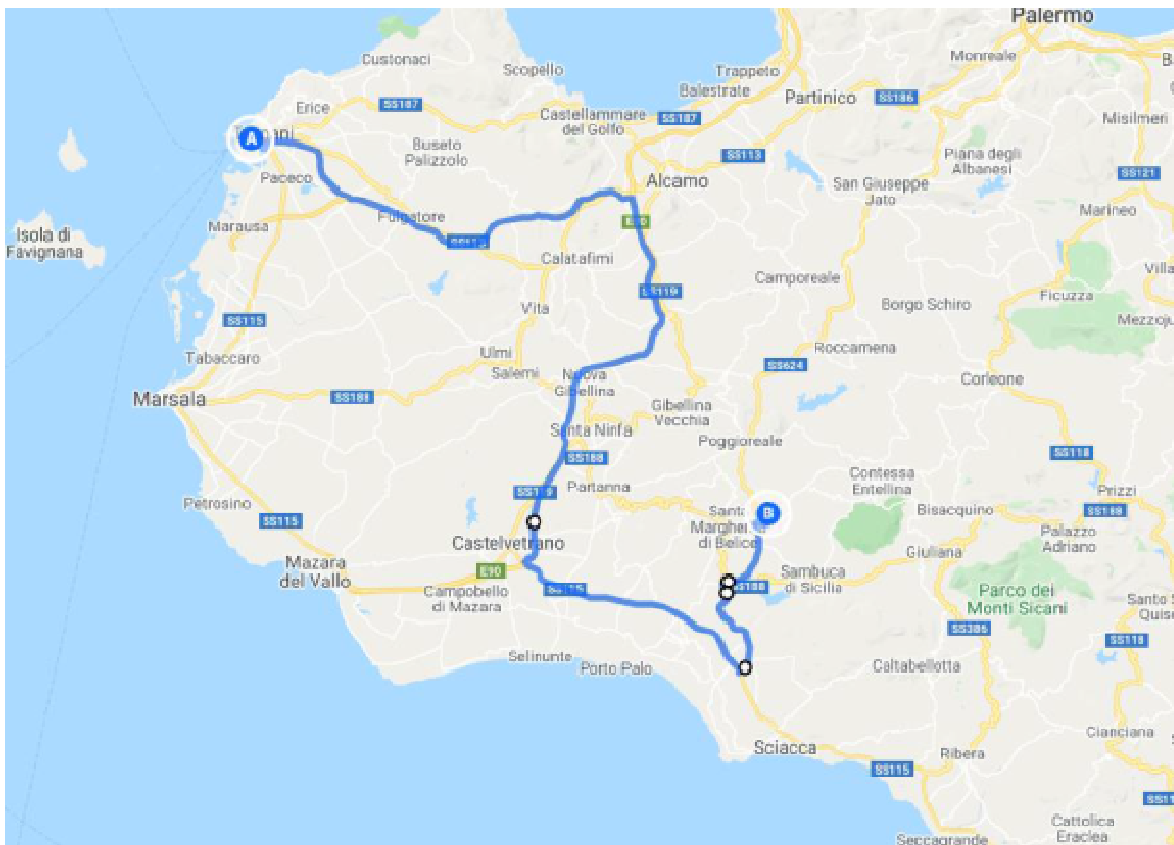 Palermo
Custonaci
Scopello
Trappeto
Monreale
Balestrate
Erice
SS187
Partinico
SS186
Castellammare
del Golfo
SS187
Misilmeri
A
Buseto
Palizzolo
SS113
Piana degli
Albanesi
SS121
Paceco
Alcamo
San Giuseppe
Jato
Marineo
Isola di
Favignana
Marausa
Fulgatore
Calatafimi
Camporeale
Ficuzza
Borgo Schiro
SS119
Vita
SS115
Roccamena
Tabaccaro
Ulmi
Salemi
SS624
Nuova
Gibellina
Corleone
Marsala
SS188
Gibellina
Vecchia
Santa Ninfa
Poggioreale
SS118
SS188
Contessa
Entellina
Petrosino
Partanna
Prizzi
SS115
Bisacquino
SS188
Margher
di Belice
Castelvetrano
Palazzo
Adriano
Giuliana
Mazara
del Vallo
E90
Campobello
di Mazara
SS115
SS188
Sambuca
di Sicilia
Parco dei
Monti Sicani
SS386
SS118
Selinunte
Porto Palo
Caltabellotta
Sciacca
Ribera
Cianciana
SS115
Cattolica
Eraclea
Seccagrande